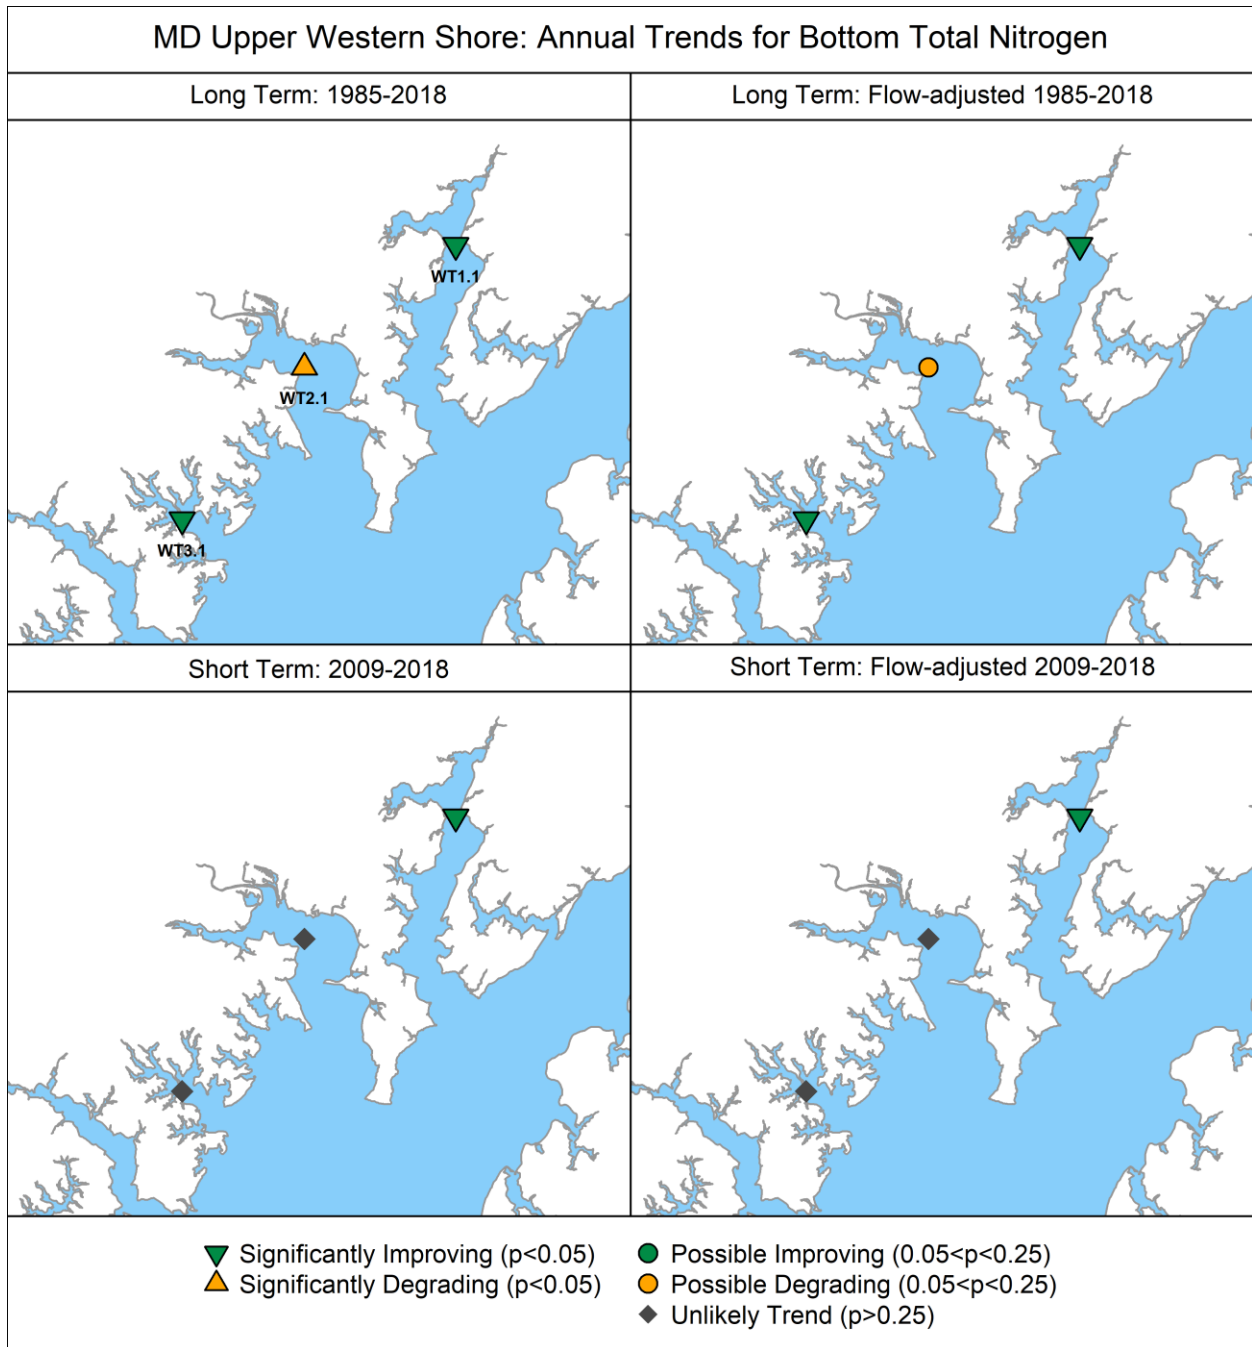 MD Upper Western Shore: Annual Trends for Bottom Total Nitrogen
Long Term: 1985-2018
Long Term: Flow-adjusted 1985-2018
WT1.1
WT2.1
WT3.1
Short Term: 2009-2018
Short Term: Flow-adjusted 2009-2018
Significantly Improving (p<0.05)
Possible Improving (0.05<p<0.25)
Significantly Degrading (p<0.05)
Possible Degrading (0.05<p<0.25)
Unlikely Trend (p>0.25)